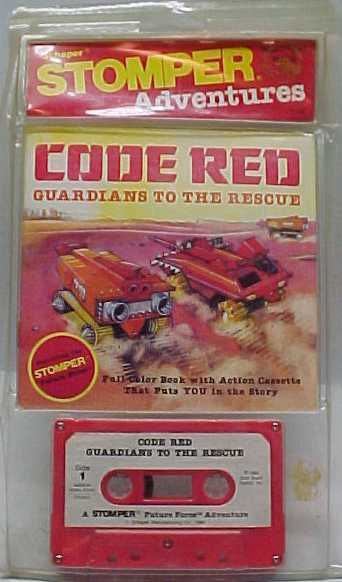 Schaper
STOMPER®
Adventures
CODE RED
GUARDIANS TO THE RESCUE
STOMPER®
Full Color Book with Action Cassette
That Puts YOU in the Story
CODE RED
GUARDIANS TO THE RESCUE
Side
1
A STOMPER® Future Force™ Adventure